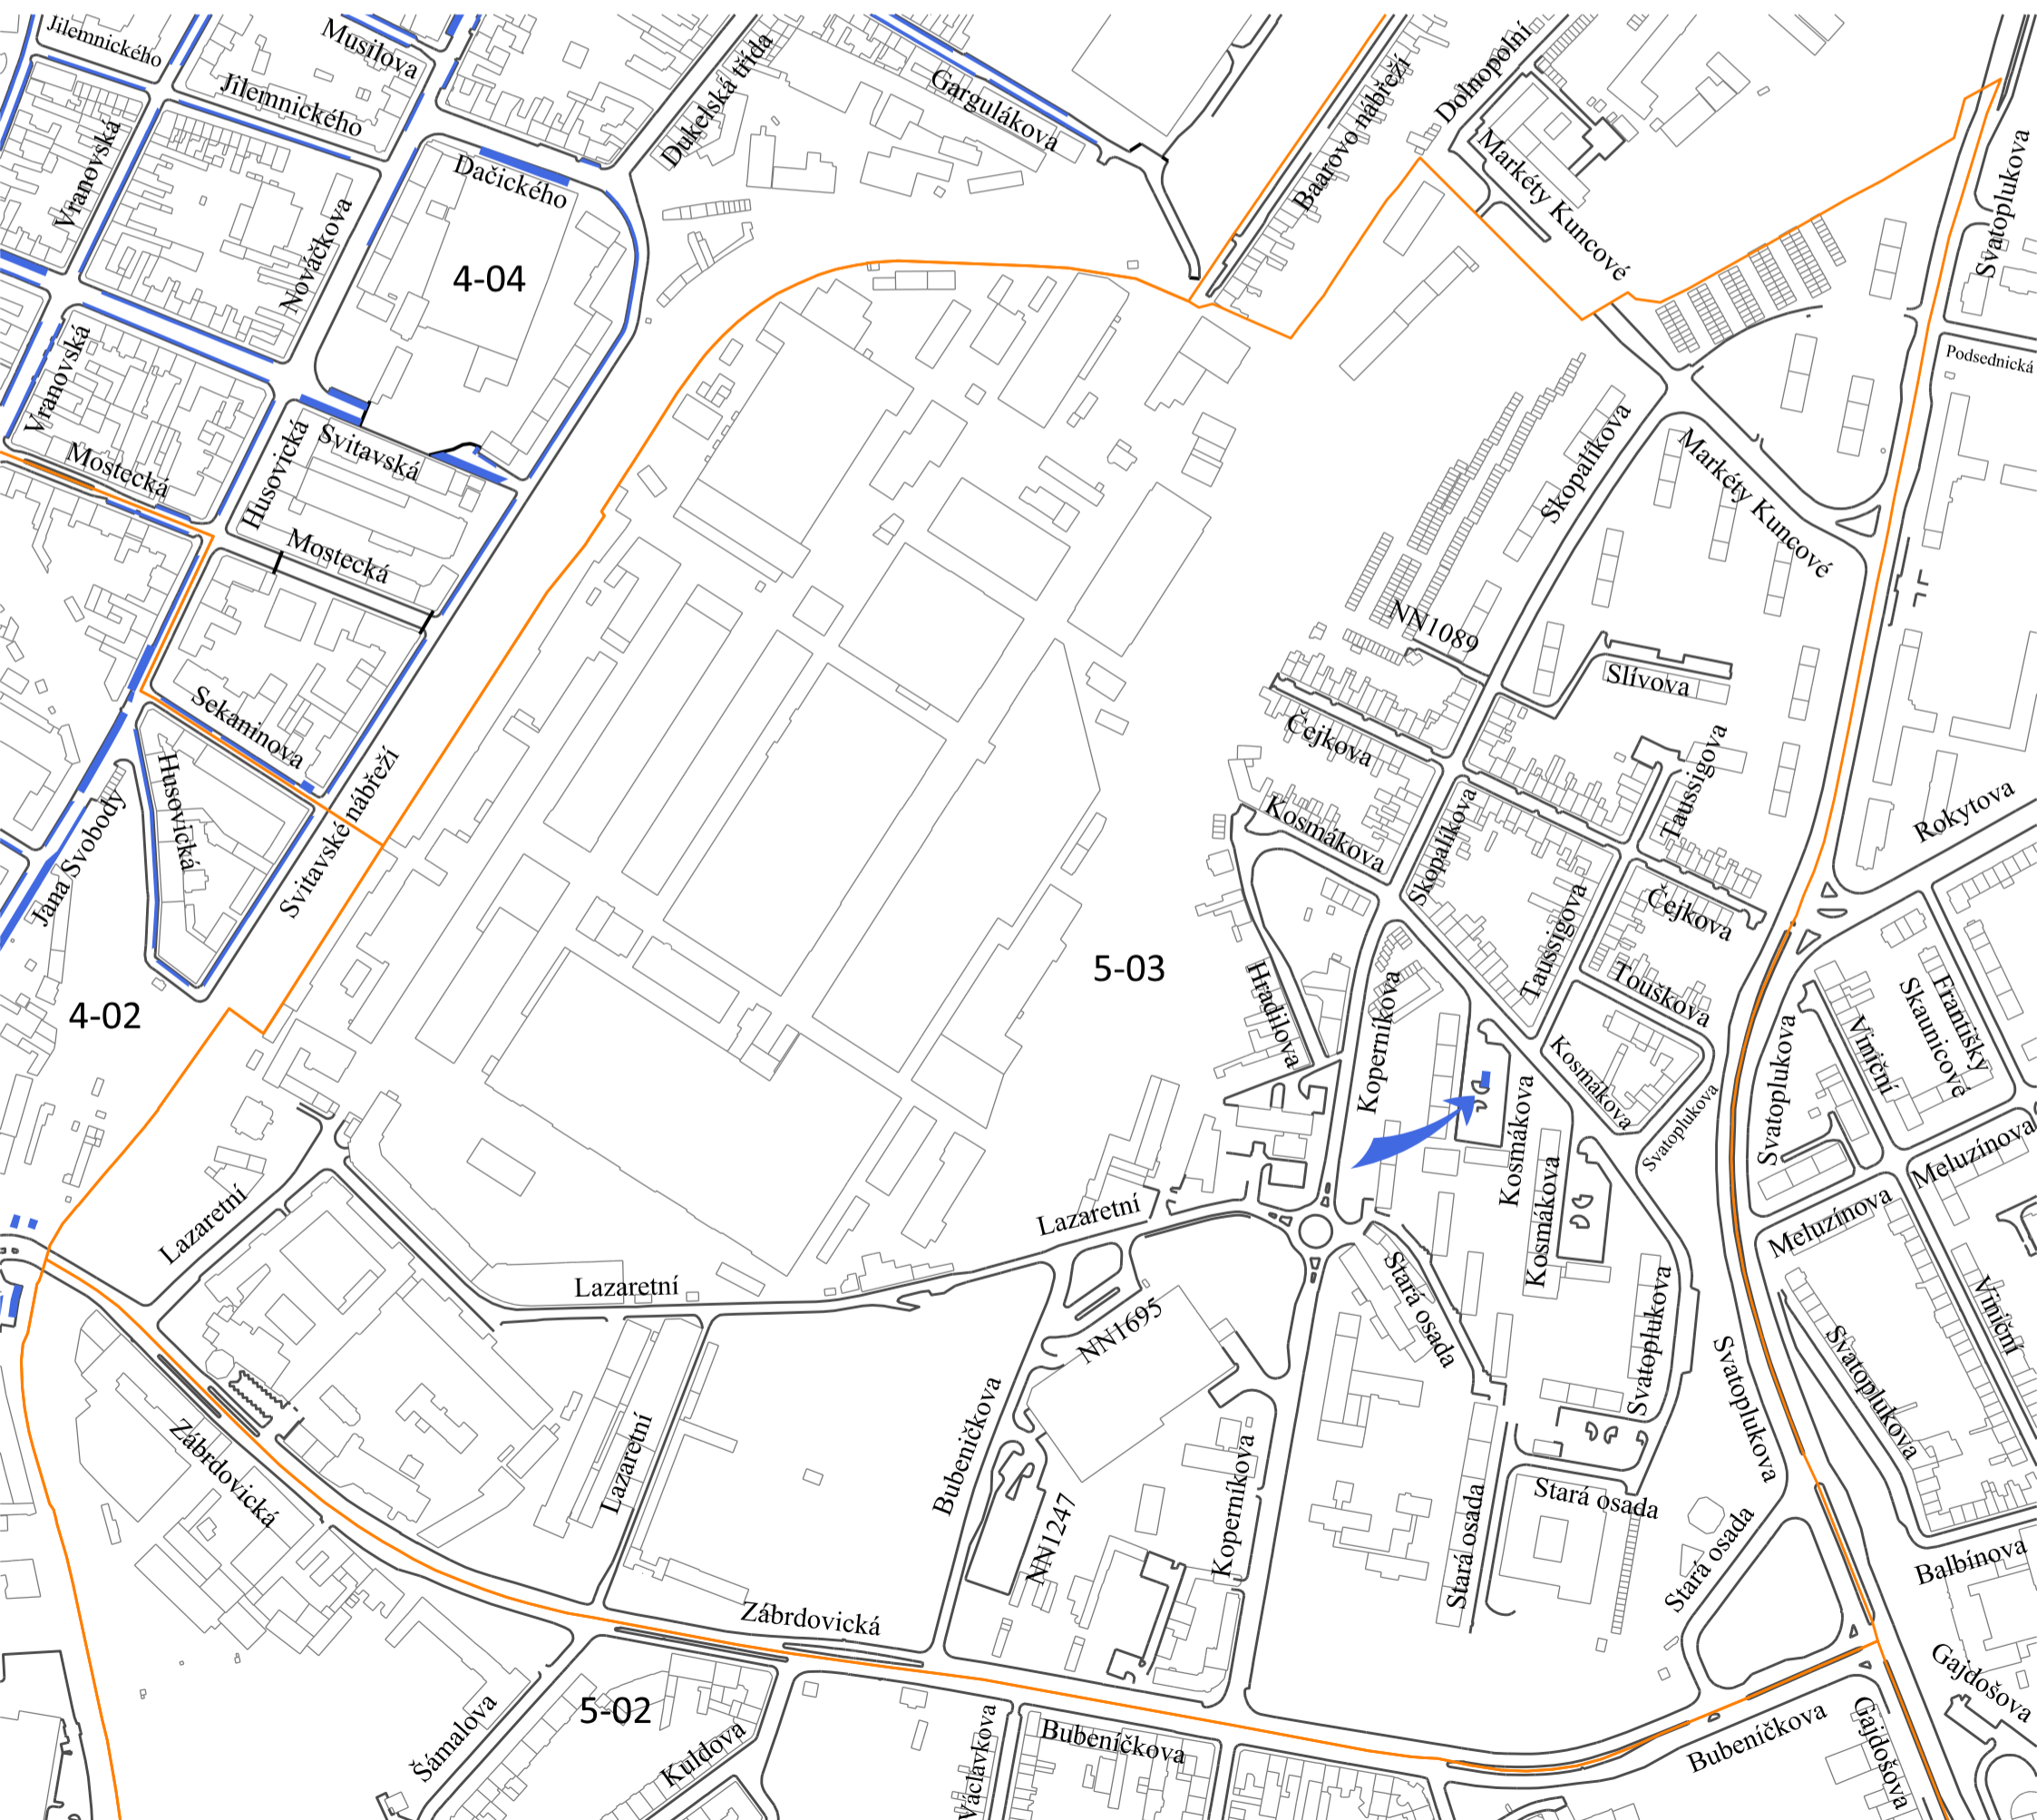 Jilemnického
Musilova
Jilemnického
Dukelská třída
Gargulákova
Baarovo nábřeží
Dolnopolní
Markéty Kuncové
Svatoplukova
Vranovská
Dačického
Nováčkova
4-04
Podsednická
Vranovská
Mostecká
Husovická
Svitavská
Mostecká
Skopalíkova
Markéty Kuncové
NN1089
Slívova
Sekaninova
Čejkova
Taussigova
Husovická
Svitavské nábřeží
Jana Svobody
Kosmákova
Skopalíkova
Rokytova
Taussigova
Čejkova
5-03
4-02
Hradilova
Koperníkova
Touškova
Františky
Skaunicové
Viniční
Svatoplukova
Kosmákova
Kosmákova
Kosmákova
Svatoplukova
Meluzínova
Meluzínova
Lazaretní
Lazaretní
Lazaretní
NN1695
Stará osada
Svatoplukova
Svatoplukova
Svatoplukova
Viniční
Zábrdovická
Lazaretní
Bubeníčkova
NN1247
Koperníkova
Stará osada
Stará osada
Stará osada
Balbínova
Zábrdovická
Gajdošova
Gajdošova
5-02
Šámalova
Kuldova
Václavkova
Bubeníčkova
Bubeníčkova